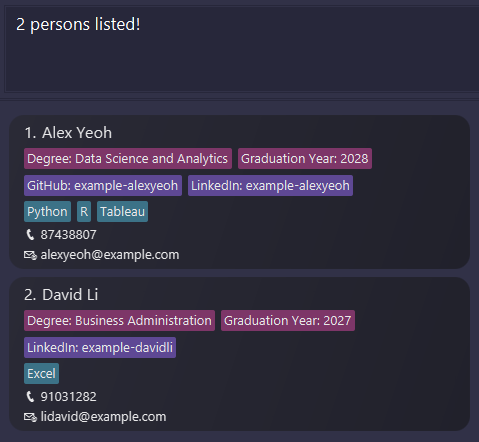 2 persons listed!
1. Alex Yeoh
Degree: Data Science and Analytics Graduation Year: 2028
GitHub: example-alexyeoh LinkedIn: example-alexyeoh
Python R Tableau
87438807
alexyeoh@example.com
2. David Li
Degree: Business Administration Graduation Year: 2027
LinkedIn: example-davidli
Excel
91031282
lidavid@example.com